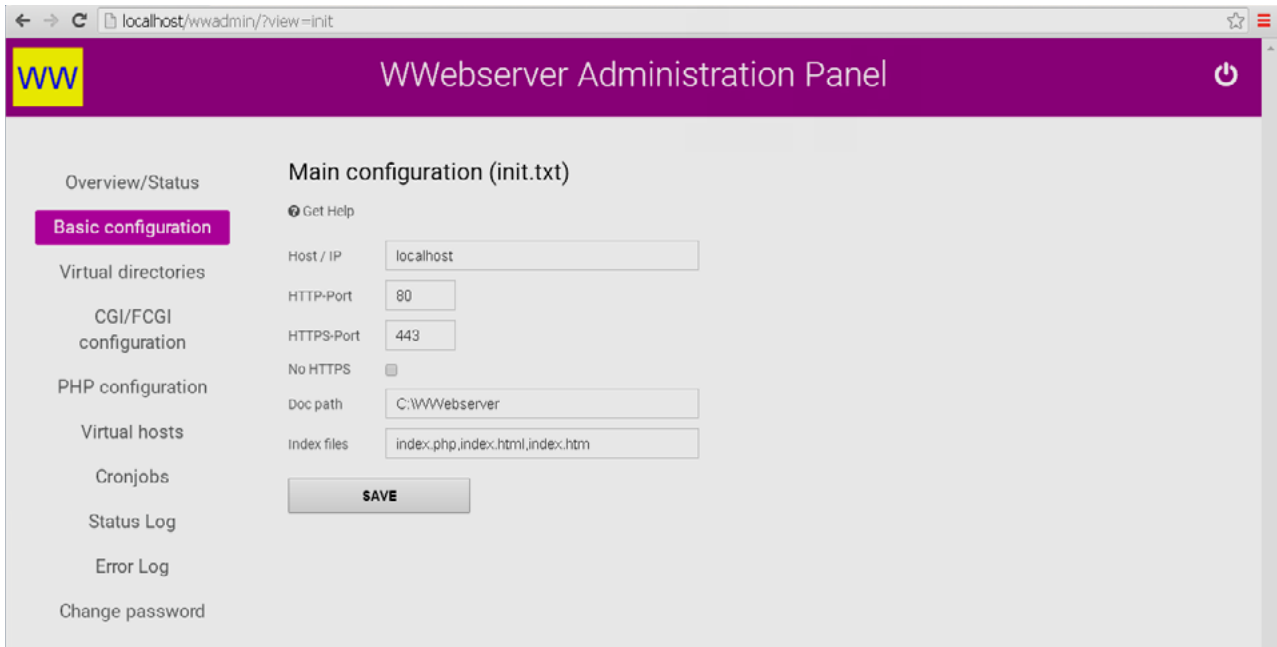 localhost/wwadmin/?view=init
WW
WWebserver Administration Panel
Overview/Status
Basic configuration
Virtual directories
CGI/FCGI
configuration
PHP configuration
Virtual hosts
Cronjobs
Status Log
Error Log
Change password
Main configuration (init.txt)
Get Help
Host / IP localhost
HTTP-Port 80
HTTPS-Port 443
No HTTPS
Doc path C:\WWebserver
Index files index.php,index.html,index.htm
SAVE